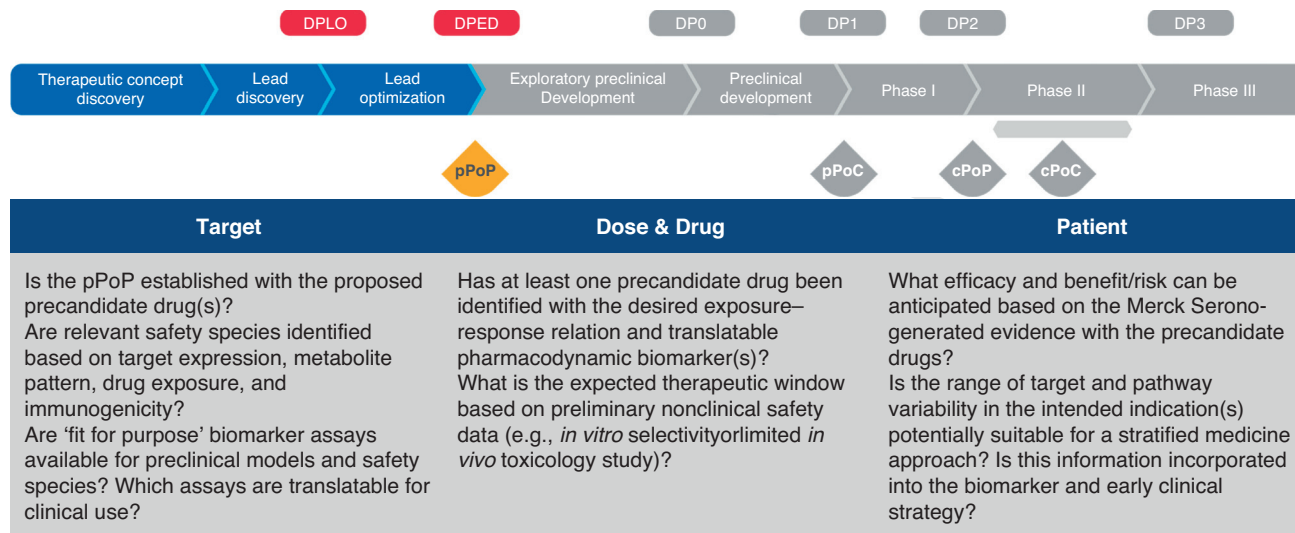 DPLO DPED DP0 DP1 DP2 DP3
Therapeutic concept
discovery
Lead
discovery
Lead
optimization
Exploratory preclinical
Development
Preclinical
development
Phase I
Phase II
Phase III
pPoP pPoC cPoP cPoC
Target
Is the pPoP established with the proposed
precandidate drug(s)?
Are relevant safety species identified
based on target expression, metabolite
pattern, drug exposure, and
immunogenicity?
Are ‘fit for purpose’ biomarker assays
available for preclinical models and safety
species? Which assays are translatable for
clinical use?
Dose & Drug
Has at least one precandidate drug been
identified with the desired exposure–
response relation and translatable
pharmacodynamic biomarker(s)?
What is the expected therapeutic window
based on preliminary nonclinical safety
data (e.g., in vitro selectivityorlimited in
vivo toxicology study)?
Patient
What efficacy and benefit/risk can be
anticipated based on the Merck Serono-
generated evidence with the precandidate
drugs?
Is the range of target and pathway
variability in the intended indication(s)
potentially suitable for a stratified medicine
approach? Is this information incorporated
into the biomarker and early clinical
strategy?